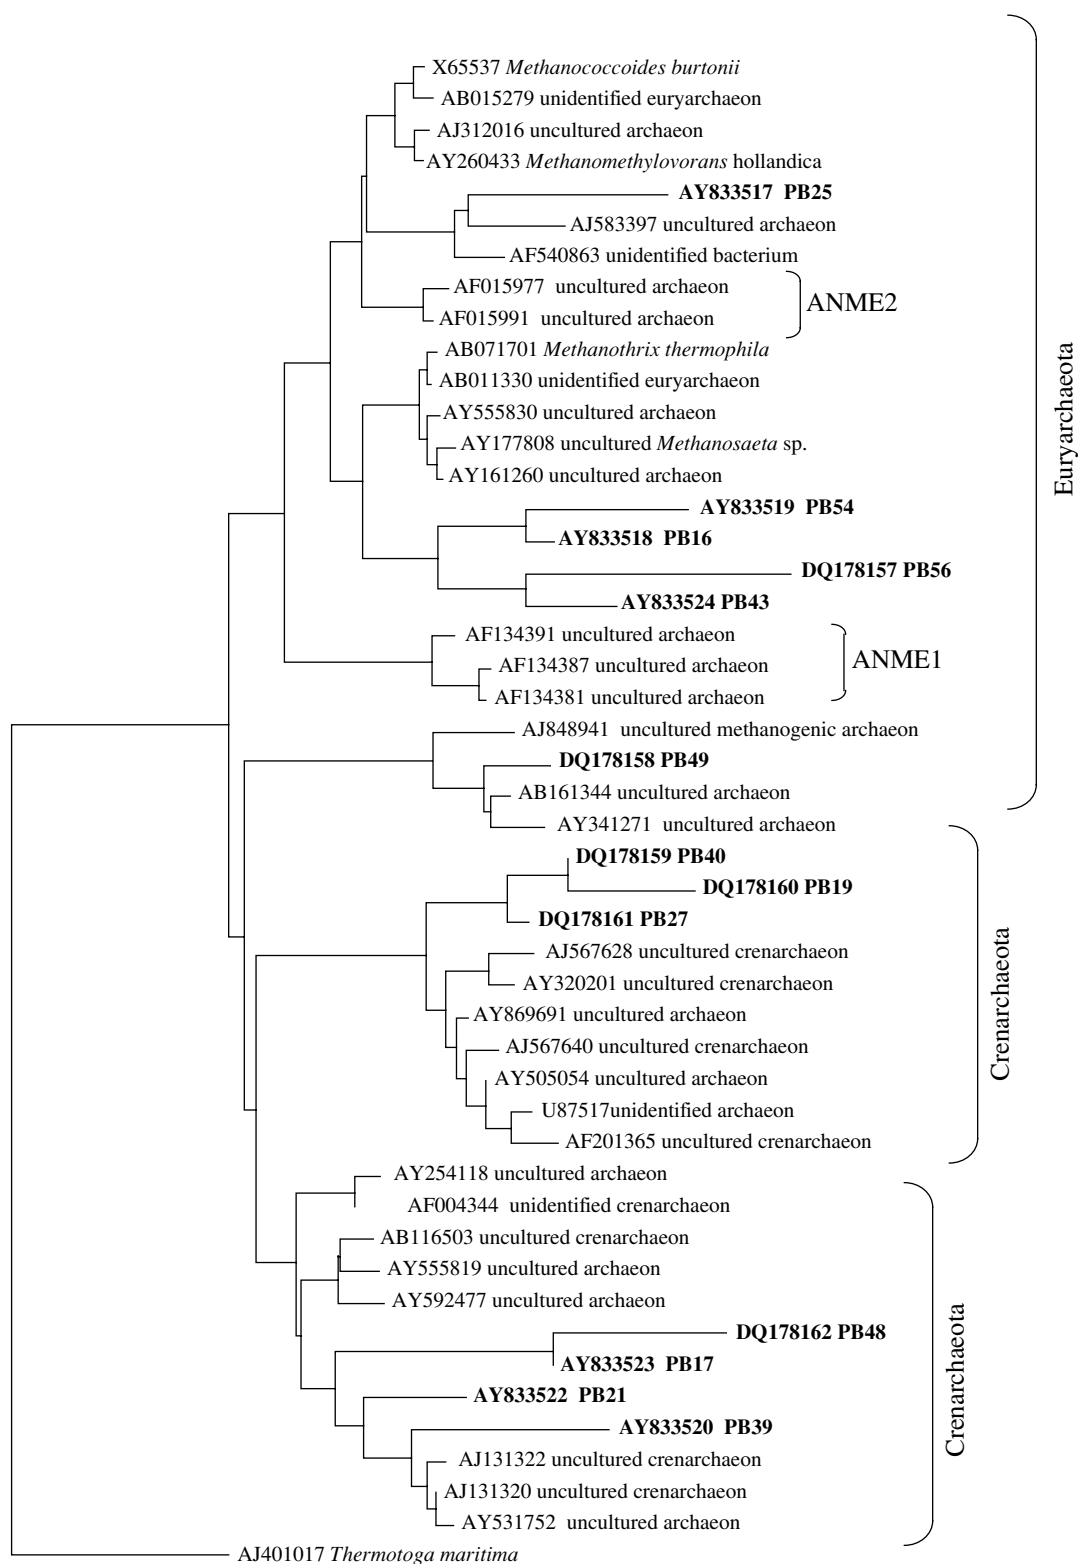 X65537 Methanococcoides burtonii
AB015279 unidentified euryarchaeon
AJ312016 uncultured archaeon
AY260433 Methanomethylovorans hollandica
AY833517 PB25
AJ583397 uncultured archaeon
AF540863 unidentified bacterium
AF015977 uncultured archaeon
AF015991 uncultured archaeon
ANME2
AB071701 Methanothrix thermophila
AB011330 unidentified euryarchaeon
AY555830 uncultured archaeon
AY177808 uncultured Methanosaeta sp.
AY161260 uncultured archaeon
AY833519 PB54
AY833518 PB16
DQ178157 PB56
AY833524 PB43
AF134391 uncultured archaeon
AF134387 uncultured archaeon
AF134381 uncultured archaeon
ANME1
AJ848941 uncultured methanogenic archaeon
DQ178158 PB49
AB161344 uncultured archaeon
AY341271 uncultured archaeon
Euryarchaeota
DQ178159 PB40
DQ178160 PB19
DQ178161 PB27
AJ567628 uncultured crenarchaeon
AY320201 uncultured crenarchaeon
AY869691 uncultured archaeon
AJ567640 uncultured crenarchaeon
AY505054 uncultured archaeon
U87517unidentified archaeon
AF201365 uncultured crenarchaeon
Crenarchaeota
AY254118 uncultured archaeon
AF004344 unidentified crenarchaeon
AB116503 uncultured crenarchaeon
AY555819 uncultured archaeon
AY592477 uncultured archaeon
DQ178162 PB48
AY833523 PB17
AY833522 PB21
AY833520 PB39
AJ131322 uncultured crenarchaeon
AJ131320 uncultured crenarchaeon
AY531752 uncultured archaeon
Crenarchaeota
AJ401017 Thermotoga maritima